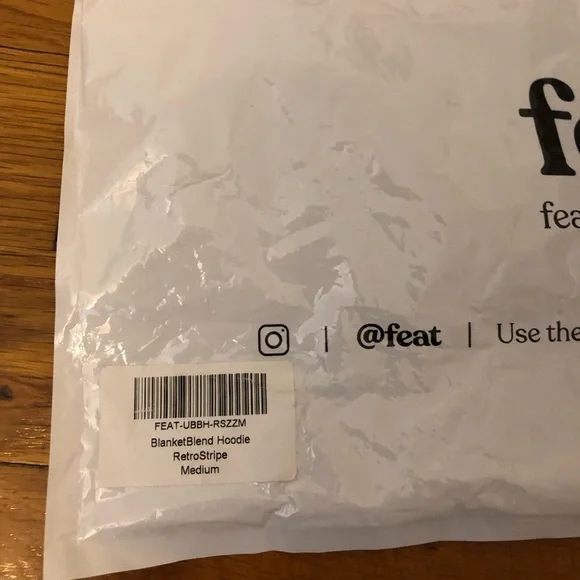 fe
fea
@feat | Use the
FEAT-UBBH-RSZZM
BlanketBlend Hoodie
RetroStripe
Medium